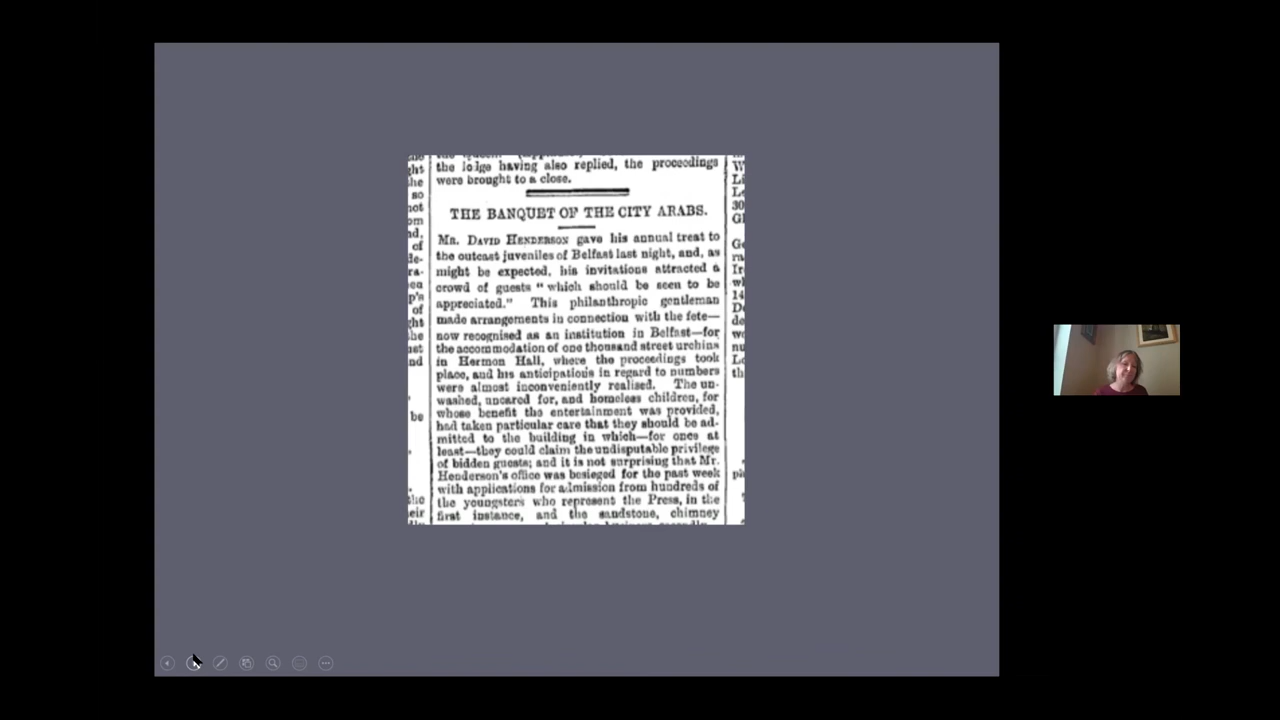 the lodge having also replied, the proceedings
were brought to a close.
THE BANQUET OF THE CITY ARABS.
MR. DAVID HENDERSON gave his annual treat to
the outcast juveniles of Belfast last night, and, as
might be expected, his invitations attracted a
crowd of guests "which should be seen to be
appreciated." This philanthropic gentleman
made arrangements in connection with the fete—
now recognised as an institution in Belfast—for
the accommodation of one thousand street urchins
in Hermon Hall, where the proceedings took
place, and his anticipations in regard to numbers
were almost inconveniently realised. The un-
washed, uncared for, and homeless children, for
whose benefit the entertainment was provided,
had taken particular care that they should be ad-
mitted to the building in which—for once at
least—they could claim the undisputable privilege
of bidden guests; and it is not surprising that Mr.
Henderson's office was besieged for the past week
with applications for admission from hundreds of
the youngsters who represent the Press, in the
first instance, and the sandstone, chimney